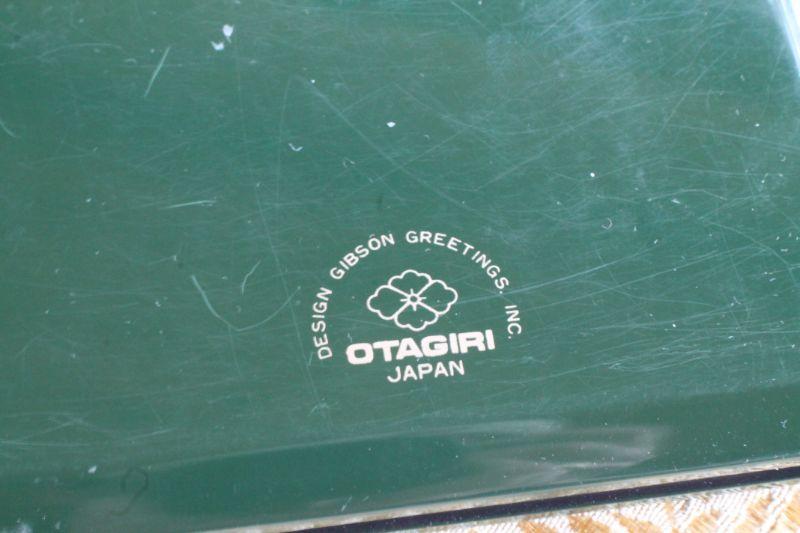 DESIGN GIBSON GREETINGS, INC.
OTAGIRI
JAPAN